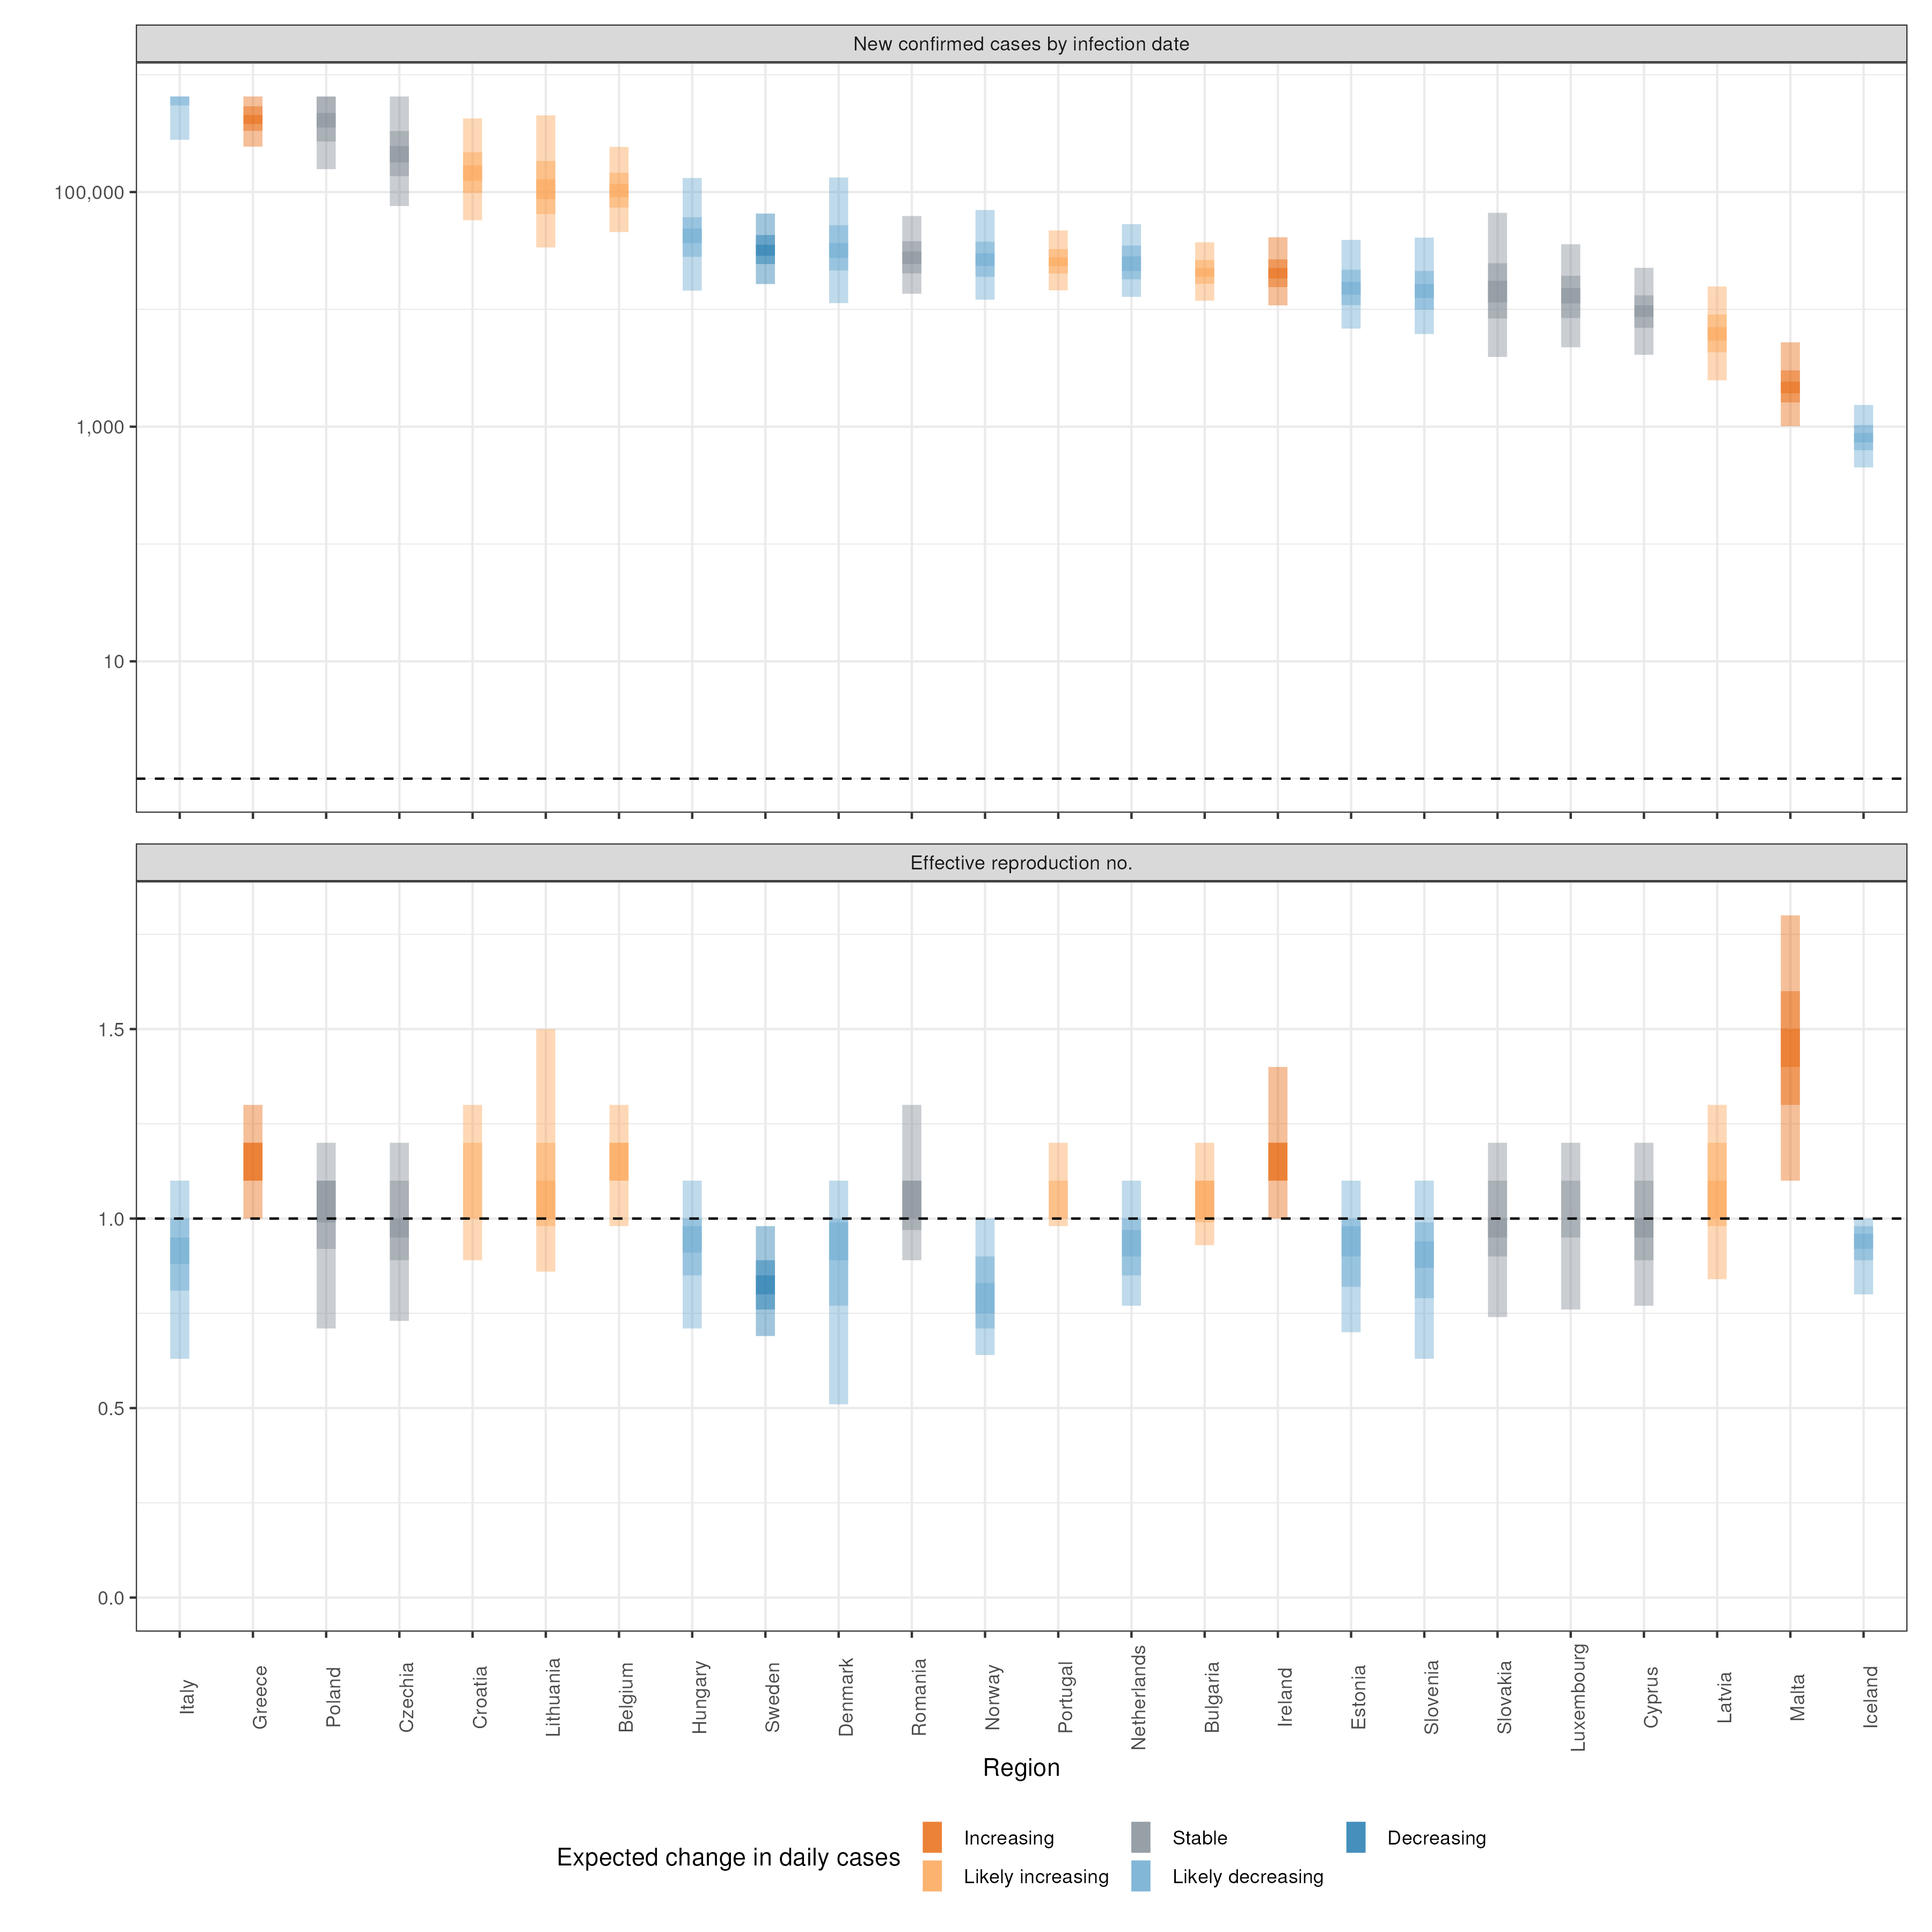 New confirmed cases by infection date
100,000
1,000
10
Effective reproduction no.
1.5
1.0
0.5
0.0
Italy
Greece
Poland
Czechia
Croatia
Lithuania
Belgium
Hungary
Sweden
Denmark
Romania
Norway
Portugal
Netherlands
Bulgaria
Ireland
Estonia
Slovenia
Slovakia
Luxembourg
Cyprus
Latvia
Malta
Iceland
Region
Expected change in daily cases
Increasing
Stable
Decreasing
Likely increasing
Likely decreasing